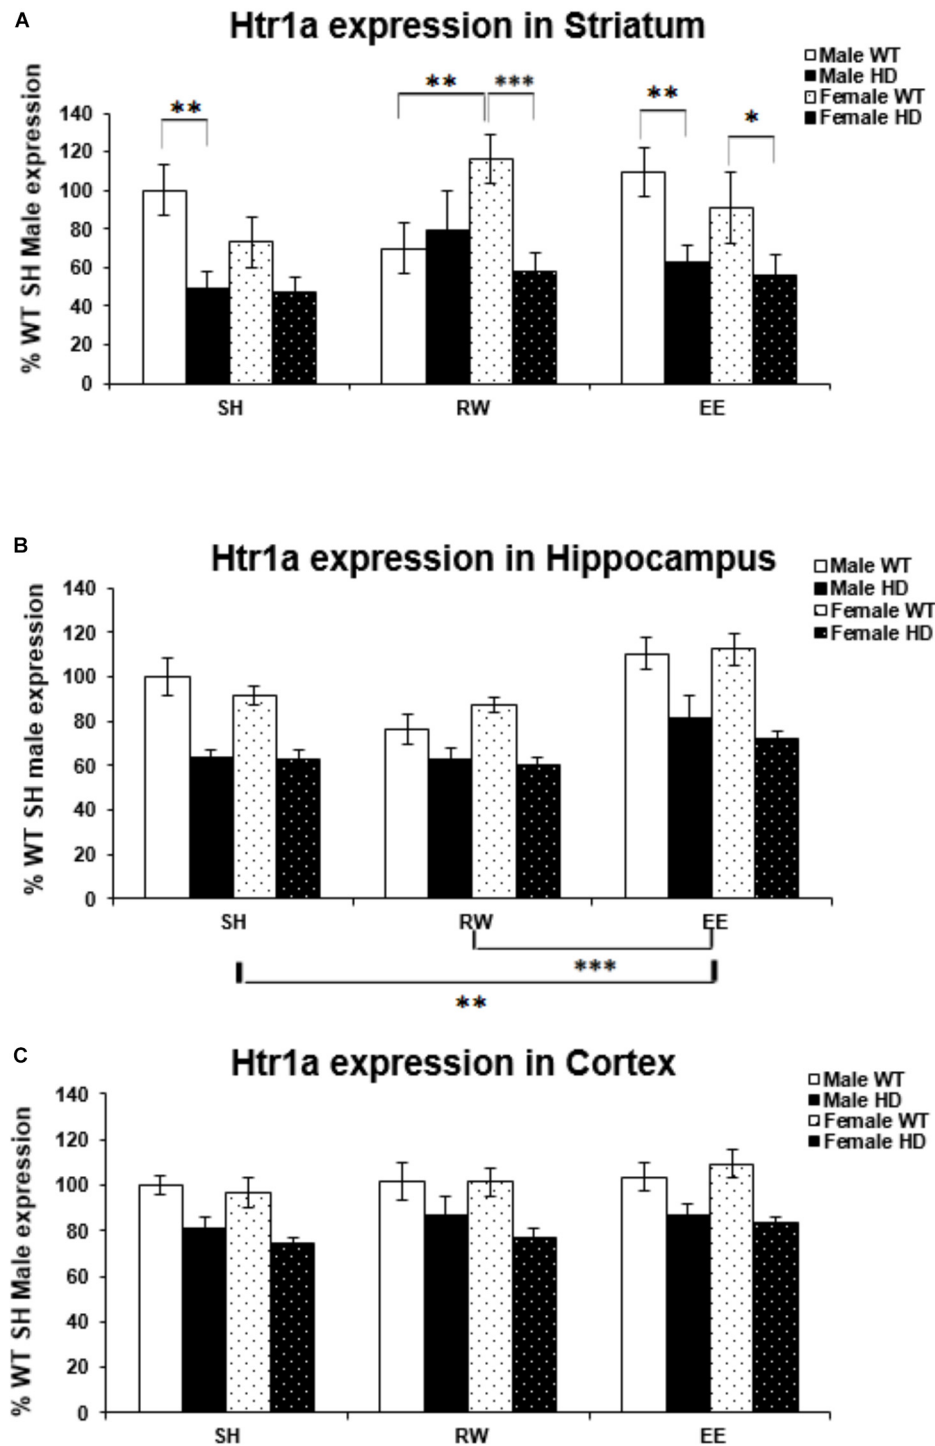 A
Htr1a expression in Striatum
Male WT
Male HD
Female WT
Female HD
% WT SH Male expression
140
120
100
80
60
40
20
0
**
**
***
**
*
SH
RW
EE
B
Htr1a expression in Hippocampus
Male WT
Male HD
Female WT
Female HD
% WT SH male expression
140
120
100
80
60
40
20
0
SH
RW
EE
***
**
C
Htr1a expression in Cortex
Male WT
Male HD
Female WT
Female HD
% WT SH Male expression
140
120
100
80
60
40
20
0
SH
RW
EE